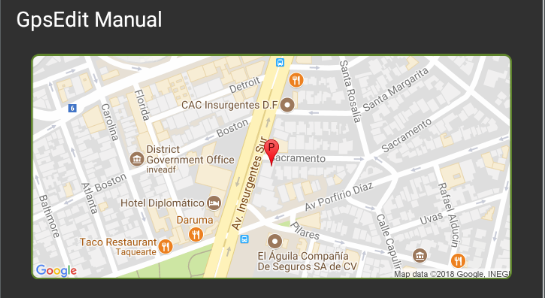 GpsEdit Manual
Detroit
Santa Rosalía
Santa Margarita
6
CAC Insurgentes D.F.
Carolina
Florida
Boston
P
Sacramento
Sacramento
District
Government Office
inveadf
Av. Insurgentes Sur
Atlanta
Boston
Av Porfirio Díaz
Baltimore
Hotel Diplomático
Rafael Alducin
Daruma
Uvas
Pilares
Calle Capulín
Taco Restaurant
Taquearte
El Águila Compañía
De Seguros SA de CV
Google
Map data ©2018 Google, INEGI